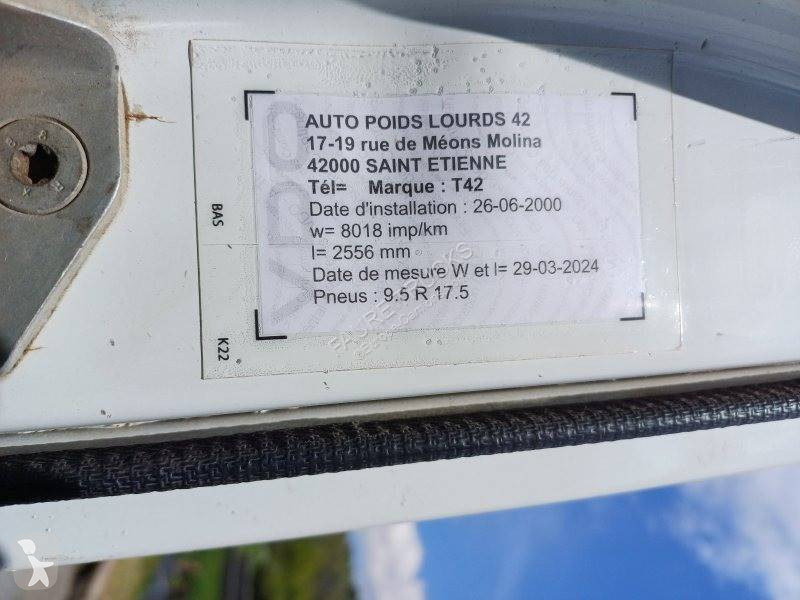 AUTO POIDS LOURDS 42
17-19 rue de Méons Molina
42000 SAINT ETIENNE
Tél= Marque : T42
Date d'installation : 26-06-2000
w= 8018 imp/km
l= 2556 mm
Date de mesure W et l= 29-03-2024
Pneus : 9.5 R 17.5
VDO
BAS
K22